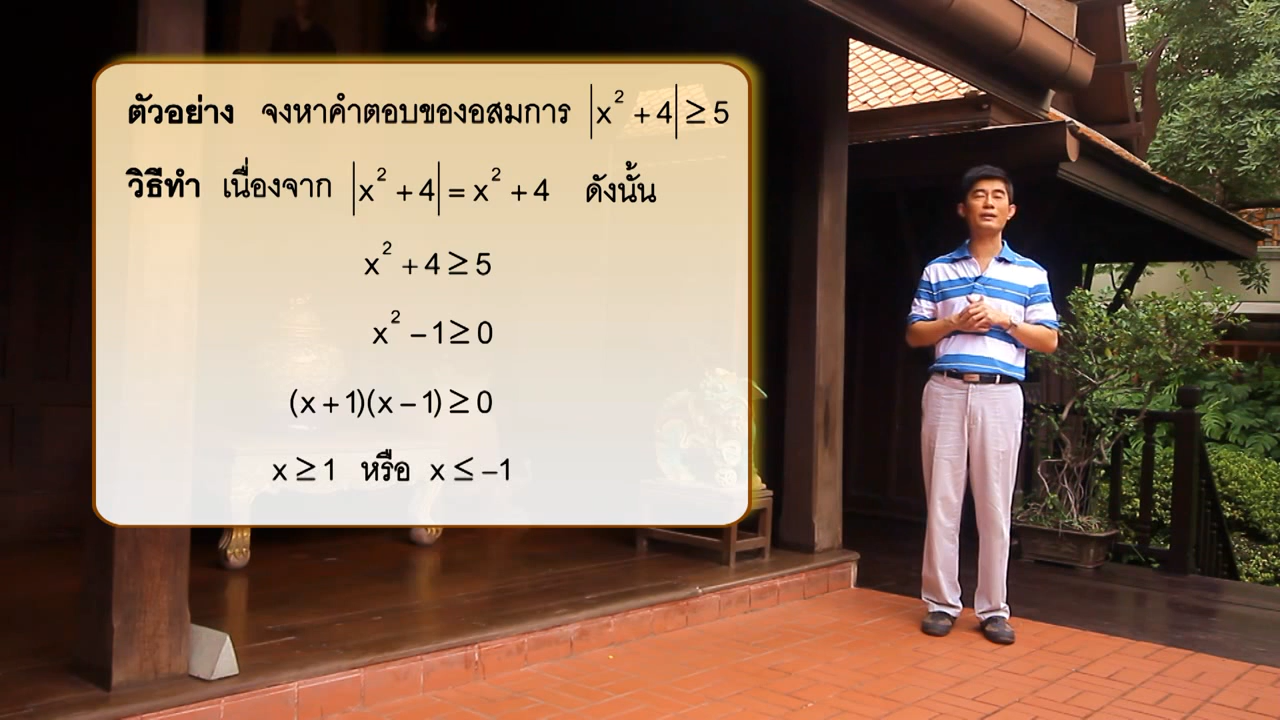 ตัวอย่าง จงหาคำตอบของอสมการ |x² + 4| ≥ 5
วิธีทำ เนื่องจาก |x² + 4| = x² + 4 ดังนั้น
x² + 4 ≥ 5
x² − 1 ≥ 0
(x + 1)(x − 1) ≥ 0
x ≥ 1 หรือ x ≤ −1